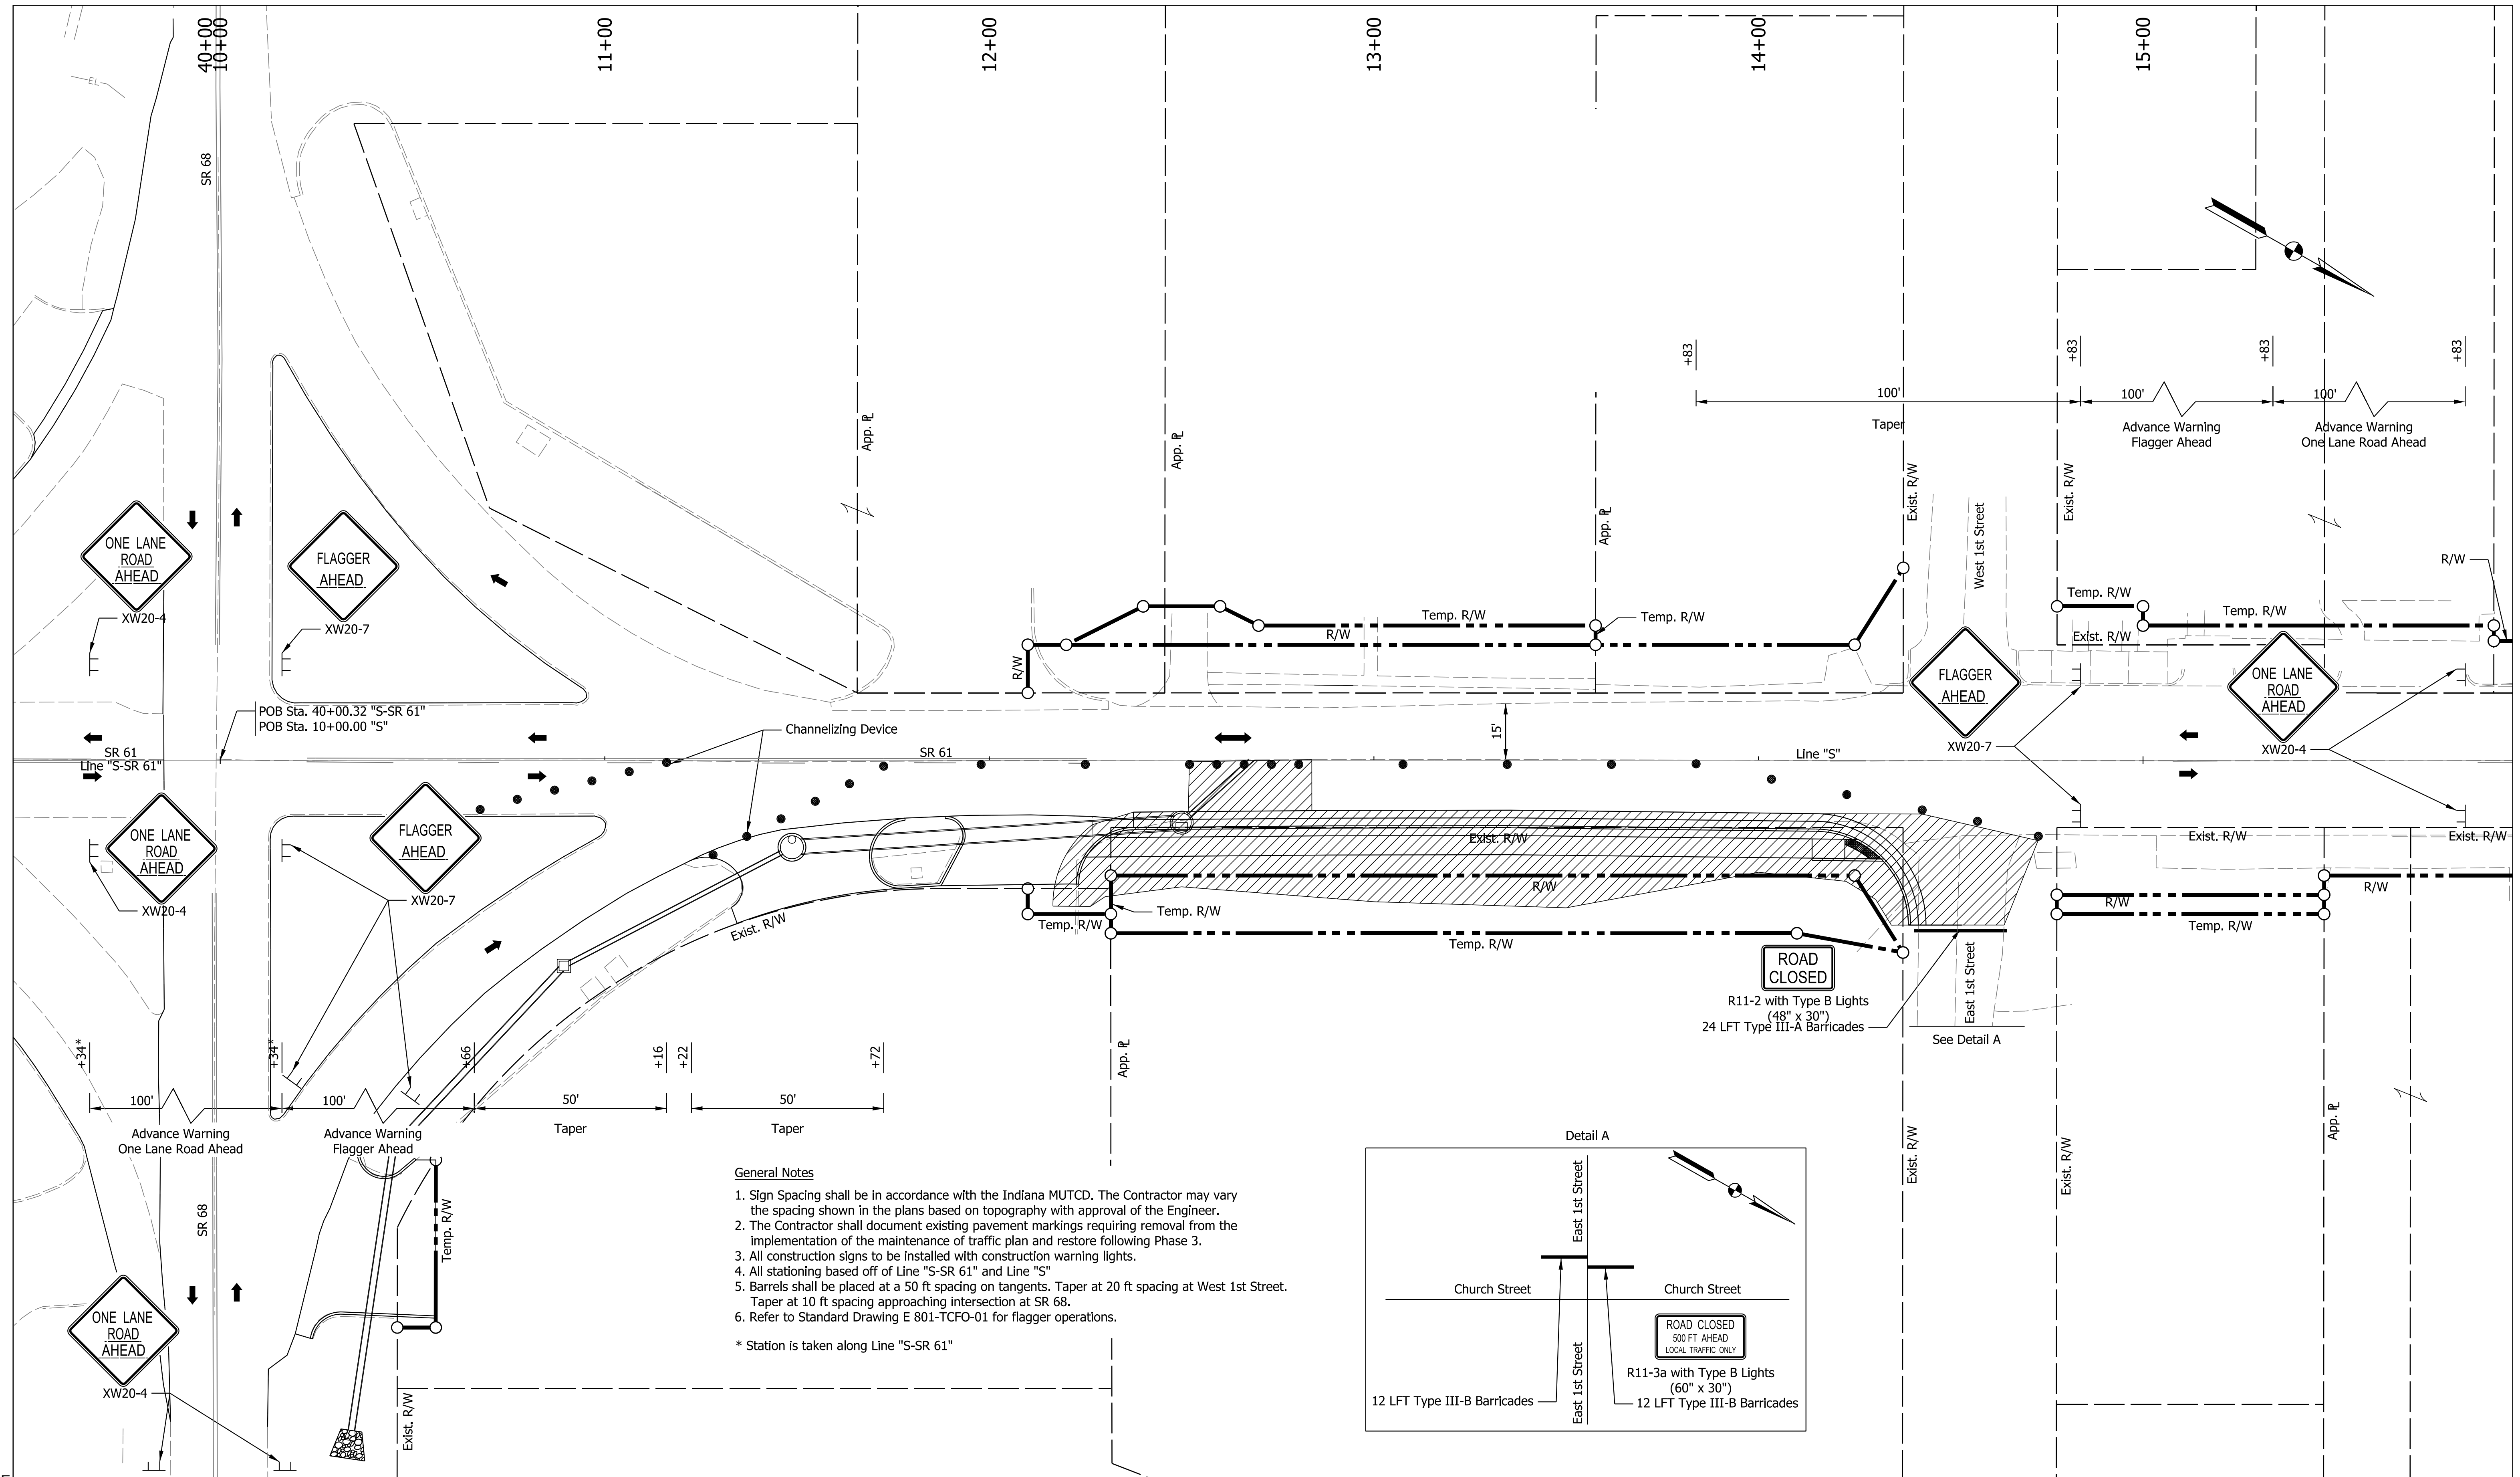 40+00
10+00
11+00
12+00
13+00
14+00
15+00
EL
SR 68
+83
+83
+83
+83
100'
100'
100'
Taper
Advance Warning
Flagger Ahead
Advance Warning
One Lane Road Ahead
App. PL
App. PL
App. PL
Exist. R/W
Exist. R/W
West 1st Street
ONE LANE
ROAD
AHEAD
XW20-4
FLAGGER
AHEAD
XW20-7
R/W
Temp. R/W
Temp. R/W
R/W
Temp. R/W
R/W
Temp. R/W
Exist. R/W
FLAGGER
AHEAD
XW20-7
ONE LANE
ROAD
AHEAD
XW20-4
POB Sta. 40+00.32 "S-SR 61"
POB Sta. 10+00.00 "S"
Channelizing Device
15'
SR 61
Line "S-SR 61"
SR 61
Line "S"
ONE LANE
ROAD
AHEAD
XW20-4
FLAGGER
AHEAD
XW20-7
Exist. R/W
Exist. R/W
Exist. R/W
R/W
Exist. R/W
Temp. R/W
Temp. R/W
Temp. R/W
R/W
R/W
Temp. R/W
ROAD
CLOSED
R11-2 with Type B Lights
(48" x 30")
24 LFT Type III-A Barricades
East 1st Street
See Detail A
+34*
+34*
+66
+16
+22
+72
100'
100'
50'
50'
Advance Warning
One Lane Road Ahead
Advance Warning
Flagger Ahead
Taper
Taper
App. PL
Exist. R/W
Exist. R/W
App. PL
SR 68
Temp. R/W
General Notes
1. Sign Spacing shall be in accordance with the Indiana MUTCD. The Contractor may vary
the spacing shown in the plans based on topography with approval of the Engineer.
2. The Contractor shall document existing pavement markings requiring removal from the
implementation of the maintenance of traffic plan and restore following Phase 3.
3. All construction signs to be installed with construction warning lights.
4. All stationing based off of Line "S-SR 61" and Line "S"
5. Barrels shall be placed at a 50 ft spacing on tangents. Taper at 20 ft spacing at West 1st Street.
Taper at 10 ft spacing approaching intersection at SR 68.
6. Refer to Standard Drawing E 801-TCFO-01 for flagger operations.
* Station is taken along Line "S-SR 61"
ONE LANE
ROAD
AHEAD
XW20-4
Exist. R/W
Detail A
East 1st Street
Church Street
Church Street
East 1st Street
ROAD CLOSED
500 FT AHEAD
LOCAL TRAFFIC ONLY
R11-3a with Type B Lights
(60" x 30")
12 LFT Type III-B Barricades
12 LFT Type III-B Barricades